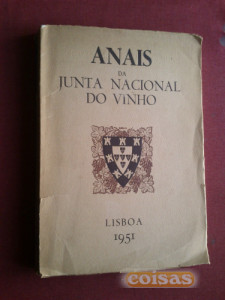 ANAIS
DA
JUNTA NACIONAL
DO VINHO
LISBOA
1951
coisas